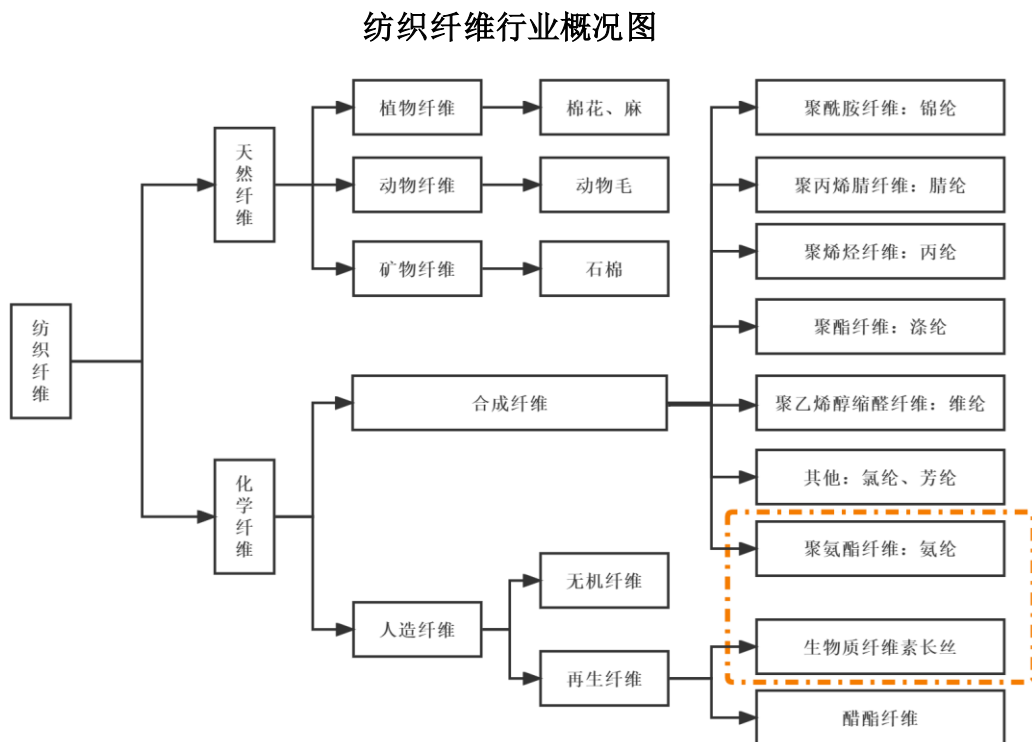 纺织纤维行业概况图
纺织纤维
天然纤维
植物纤维
棉花、麻
动物纤维
动物毛
矿物纤维
石棉
化学纤维
合成纤维
聚酰胺纤维：锦纶
聚丙烯腈纤维：腈纶
聚烯烃纤维：丙纶
聚酯纤维：涤纶
聚乙烯醇缩醛纤维：维纶
其他：氯纶、芳纶
聚氨酯纤维：氨纶
人造纤维
无机纤维
再生纤维
生物质纤维素长丝
醋酯纤维